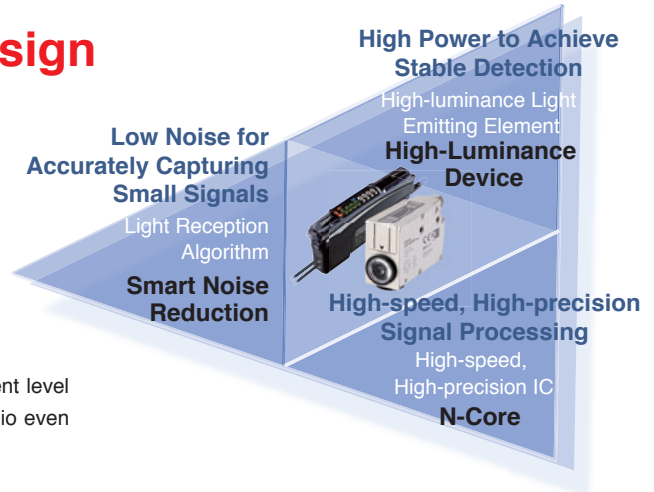 sign
High Power to Achieve
Stable Detection
High-luminance Light
Emitting Element
High-Luminance
Device
Low Noise for
Accurately Capturing
Small Signals
Light Reception
Algorithm
Smart Noise
Reduction
High-speed, High-precision
Signal Processing
High-speed,
High-precision IC
N-Core
ent level
io even